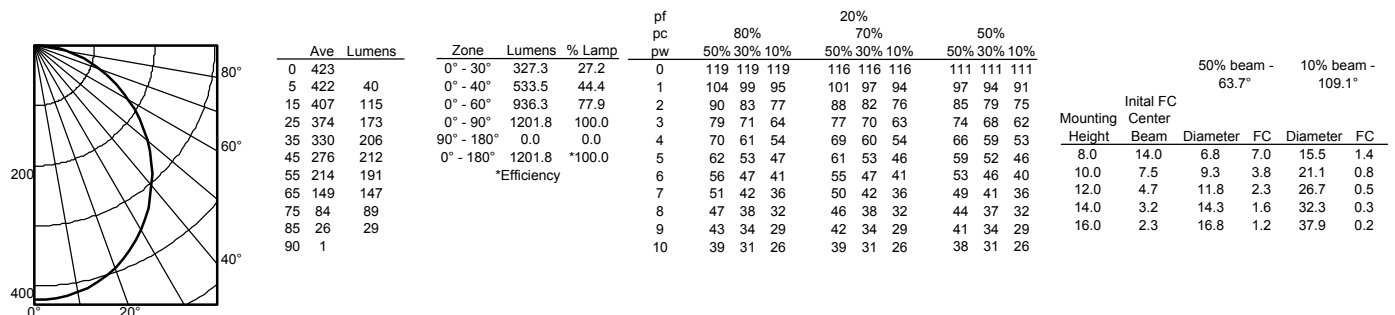 80°
60°
40°
200
400
0° 20°
Ave Lumens
0 423
5 422 40
15 407 115
25 374 173
35 330 206
45 276 212
55 214 191
65 149 147
75 84 89
85 26 29
90 1
Zone Lumens % Lamp
0° - 30° 327.3 27.2
0° - 40° 533.5 44.4
0° - 60° 936.3 77.9
0° - 90° 1201.8 100.0
90° - 180° 0.0 0.0
0° - 180° 1201.8 *100.0
*Efficiency
pf 20%
pc 80% 70% 50%
pw 50% 30% 10% 50% 30% 10% 50% 30% 10%
0 119 119 119 116 116 116 111 111 111
1 104 99 95 101 97 94 97 94 91
2 90 83 77 88 82 76 85 79 75
3 79 71 64 77 70 63 74 68 62
4 70 61 54 69 60 54 66 59 53
5 62 53 47 61 53 46 59 52 46
6 56 47 41 55 47 41 53 46 40
7 51 42 36 50 42 36 49 41 36
8 47 38 32 46 38 32 44 37 32
9 43 34 29 42 34 29 41 34 29
10 39 31 26 39 31 26 38 31 26
50% beam - 10% beam -
63.7° 109.1°
Inital FC
Mounting Center
Height Beam Diameter FC Diameter FC
8.0 14.0 6.8 7.0 15.5 1.4
10.0 7.5 9.3 3.8 21.1 0.8
12.0 4.7 11.8 2.3 26.7 0.5
14.0 3.2 14.3 1.6 32.3 0.3
16.0 2.3 16.8 1.2 37.9 0.2